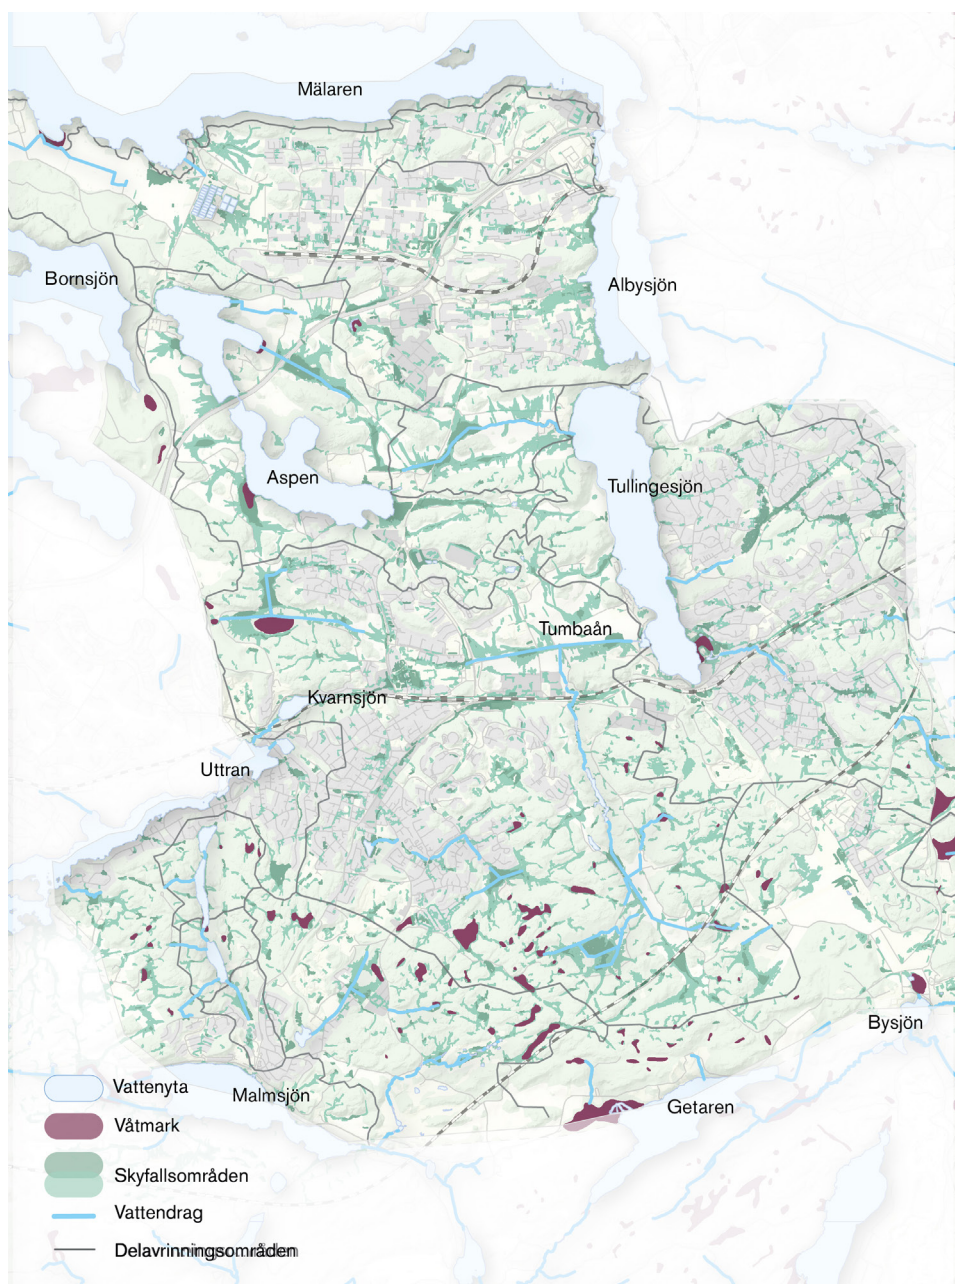 Mälaren
Bornsjön
Albysjön
Aspen
Tullingesjön
Tumbaån
Kvarnsjön
Uttran
Bysjön
Malmsjön
Getaren
Vattenyta
Våtmark
Skyfallsområden
Vattendrag
Delavrinningsområden